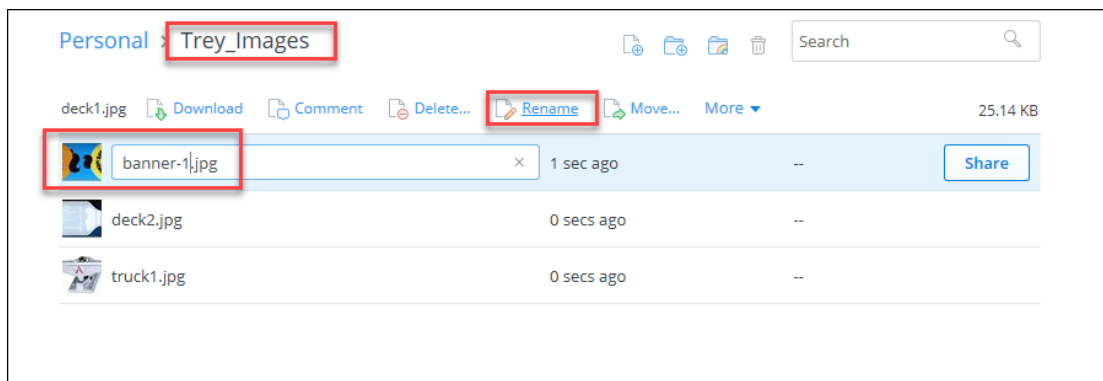 Personal › Trey_Images
Search
deck1.jpg Download Comment Delete... Rename Move... More 25.14 KB
banner-1.jpg × 1 sec ago -- Share
deck2.jpg 0 secs ago --
truck1.jpg 0 secs ago --